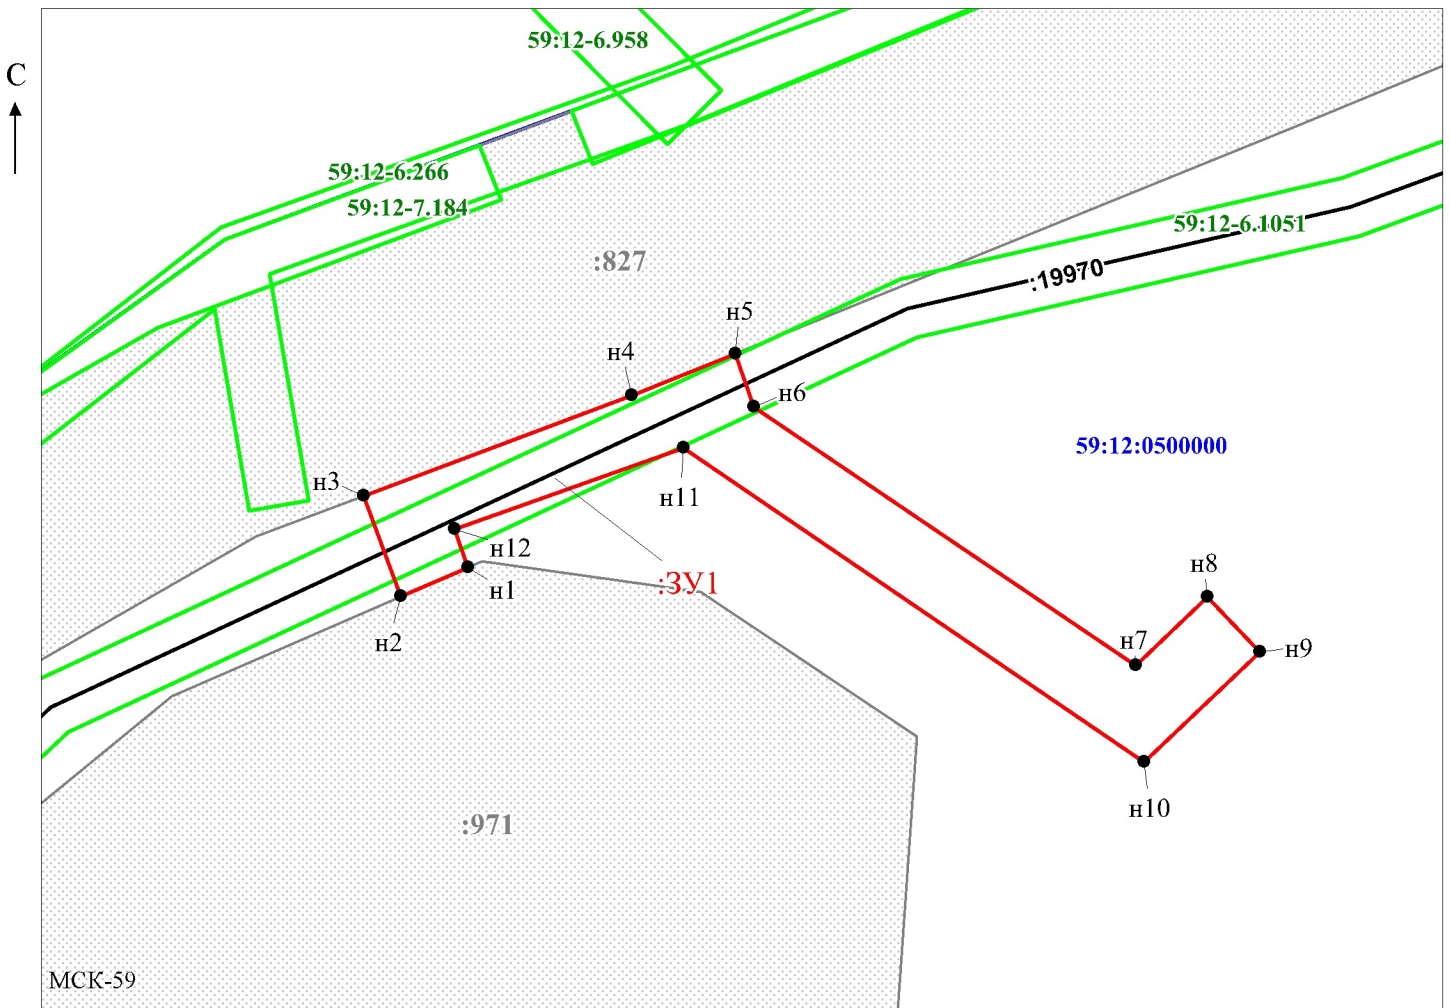 59:12-6.958
С
59:12-6.266
59:12-7.184
59:12-6.1051
:827
:19970
н5
н4
н6
59:12:0500000
н3
н11
н12
н8
:ЗУ1
н1
н2
н7
н9
н10
:971
МСК-59